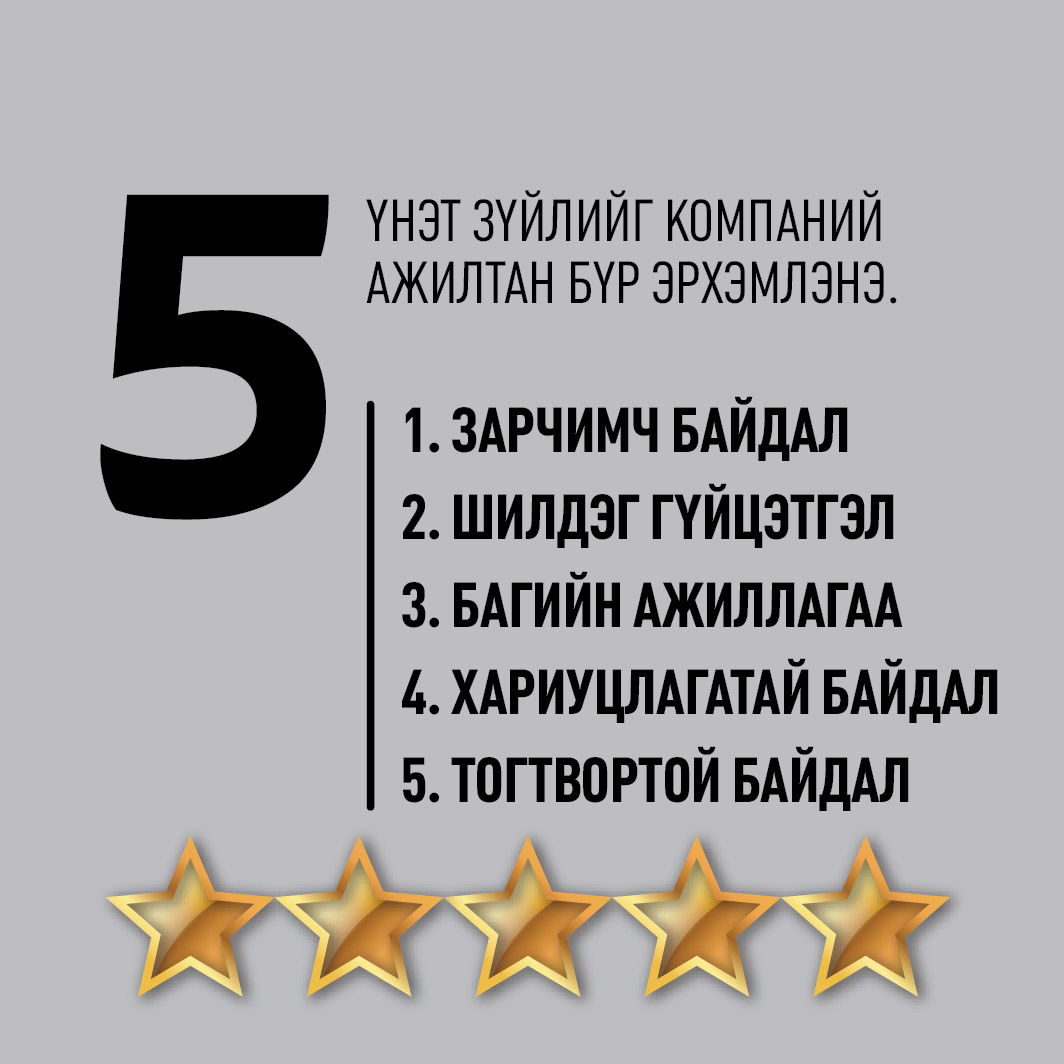 5
ҮНЭТ ЗҮЙЛИЙГ КОМПАНИЙ
АЖИЛТАН БҮР ЭРХЭМЛЭНЭ.
1. ЗАРЧИМЧ БАЙДАЛ
2. ШИЛДЭГ ГҮЙЦЭТГЭЛ
3. БАГИЙН АЖИЛЛАГАА
4. ХАРИУЦЛАГАТАЙ БАЙДАЛ
5. ТОГТВОРТОЙ БАЙДАЛ